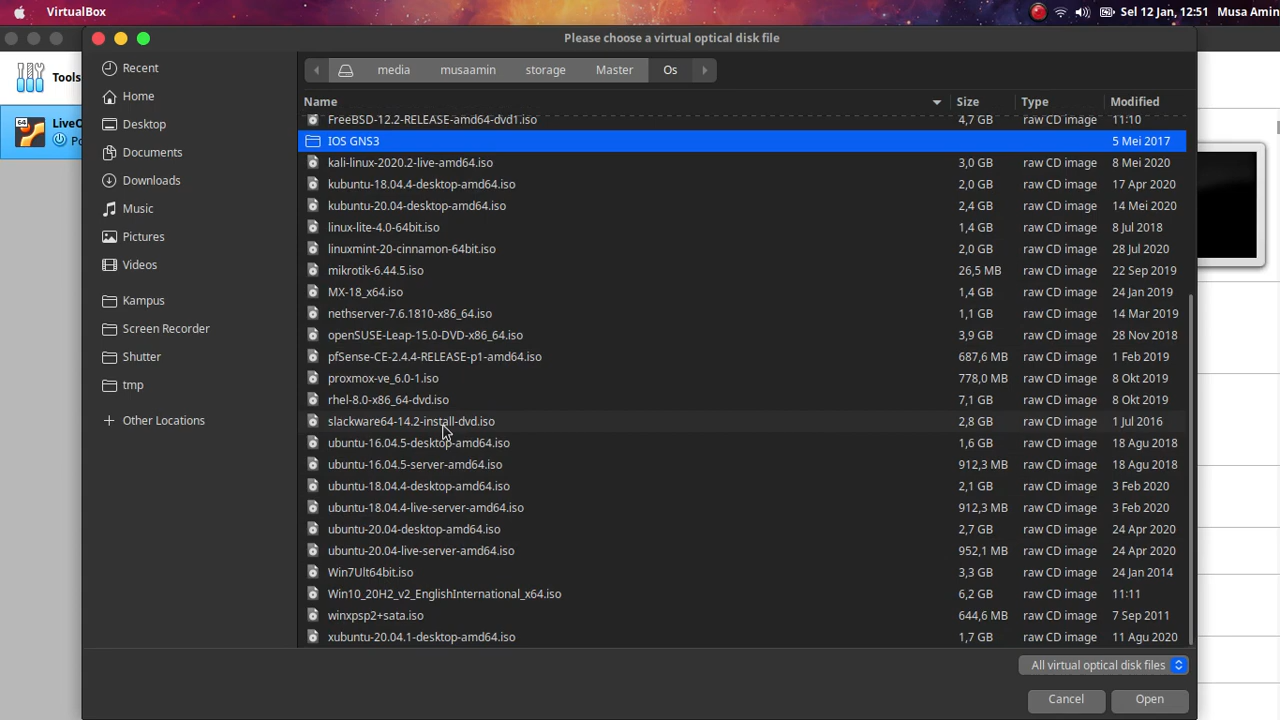 VirtualBox
Sel 12 Jan, 12:51 Musa Amin
Please choose a virtual optical disk file
Tools
LiveC
Po
Recent
Home
Desktop
Documents
Downloads
Music
Pictures
Videos
Kampus
Screen Recorder
Shutter
tmp
Other Locations
media musaamin storage Master Os
Name Size Type Modified
FreeBSD-12.2-RELEASE-amd64-dvd1.iso 4,7 GB raw CD image 11:10
IOS GNS3 5 Mei 2017
kali-linux-2020.2-live-amd64.iso 3,0 GB raw CD image 8 Mei 2020
kubuntu-18.04.4-desktop-amd64.iso 2,0 GB raw CD image 17 Apr 2020
kubuntu-20.04-desktop-amd64.iso 2,4 GB raw CD image 14 Mei 2020
linux-lite-4.0-64bit.iso 1,4 GB raw CD image 8 Jul 2018
linuxmint-20-cinnamon-64bit.iso 2,0 GB raw CD image 28 Jul 2020
mikrotik-6.44.5.iso 26,5 MB raw CD image 22 Sep 2019
MX-18_x64.iso 1,4 GB raw CD image 24 Jan 2019
nethserver-7.6.1810-x86_64.iso 1,1 GB raw CD image 14 Mar 2019
openSUSE-Leap-15.0-DVD-x86_64.iso 3,9 GB raw CD image 28 Nov 2018
pfSense-CE-2.4.4-RELEASE-p1-amd64.iso 687,6 MB raw CD image 1 Feb 2019
proxmox-ve_6.0-1.iso 778,0 MB raw CD image 8 Okt 2019
rhel-8.0-x86_64-dvd.iso 7,1 GB raw CD image 8 Okt 2019
slackware64-14.2-install-dvd.iso 2,8 GB raw CD image 1 Jul 2016
ubuntu-16.04.5-desktop-amd64.iso 1,6 GB raw CD image 18 Agu 2018
ubuntu-16.04.5-server-amd64.iso 912,3 MB raw CD image 18 Agu 2018
ubuntu-18.04.4-desktop-amd64.iso 2,1 GB raw CD image 3 Feb 2020
ubuntu-18.04.4-live-server-amd64.iso 912,3 MB raw CD image 3 Feb 2020
ubuntu-20.04-desktop-amd64.iso 2,7 GB raw CD image 24 Apr 2020
ubuntu-20.04-live-server-amd64.iso 952,1 MB raw CD image 24 Apr 2020
Win7Ult64bit.iso 3,3 GB raw CD image 24 Jan 2014
Win10_20H2_v2_EnglishInternational_x64.iso 6,2 GB raw CD image 11:11
winxpsp2+sata.iso 644,6 MB raw CD image 7 Sep 2011
xubuntu-20.04.1-desktop-amd64.iso 1,7 GB raw CD image 11 Agu 2020
All virtual optical disk files
Cancel Open